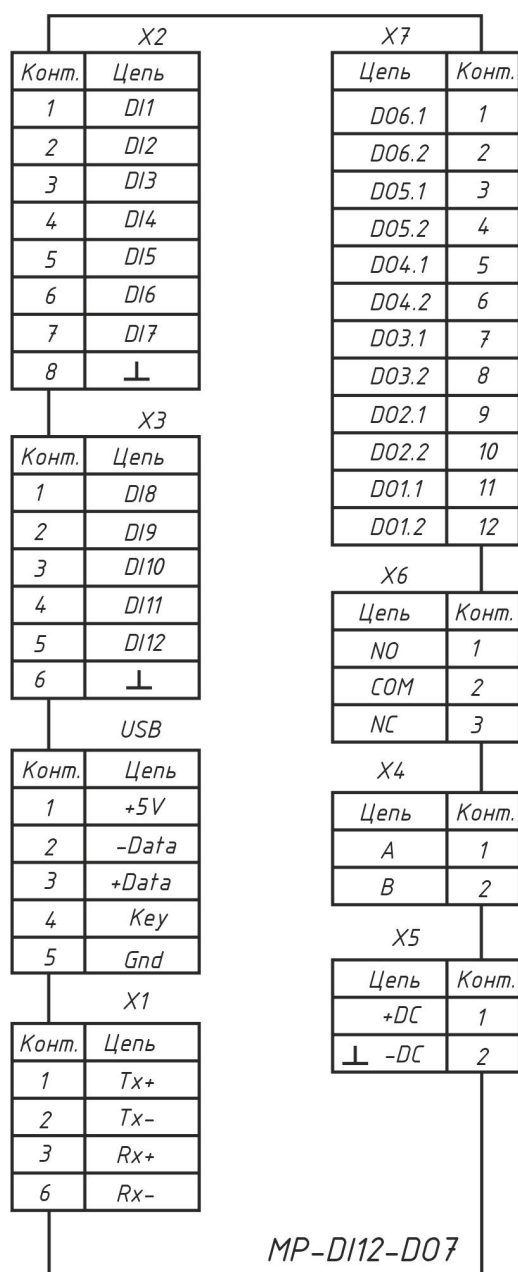 X2
Конт. Цепь
1 DI1
2 DI2
3 DI3
4 DI4
5 DI5
6 DI6
7 DI7
8 ⊥
X3
Конт. Цепь
1 DI8
2 DI9
3 DI10
4 DI11
5 DI12
6 ⊥
USB
Конт. Цепь
1 +5V
2 -Data
3 +Data
4 Key
5 Gnd
X1
Конт. Цепь
1 Tx+
2 Tx-
3 Rx+
6 Rx-
X7
Цепь Конт.
DO6.1 1
DO6.2 2
DO5.1 3
DO5.2 4
DO4.1 5
DO4.2 6
DO3.1 7
DO3.2 8
DO2.1 9
DO2.2 10
DO1.1 11
DO1.2 12
X6
Цепь Конт.
NO 1
COM 2
NC 3
X4
Цепь Конт.
A 1
B 2
X5
Цепь Конт.
+DC 1
⊥ -DC 2
MP-DI12-DO7